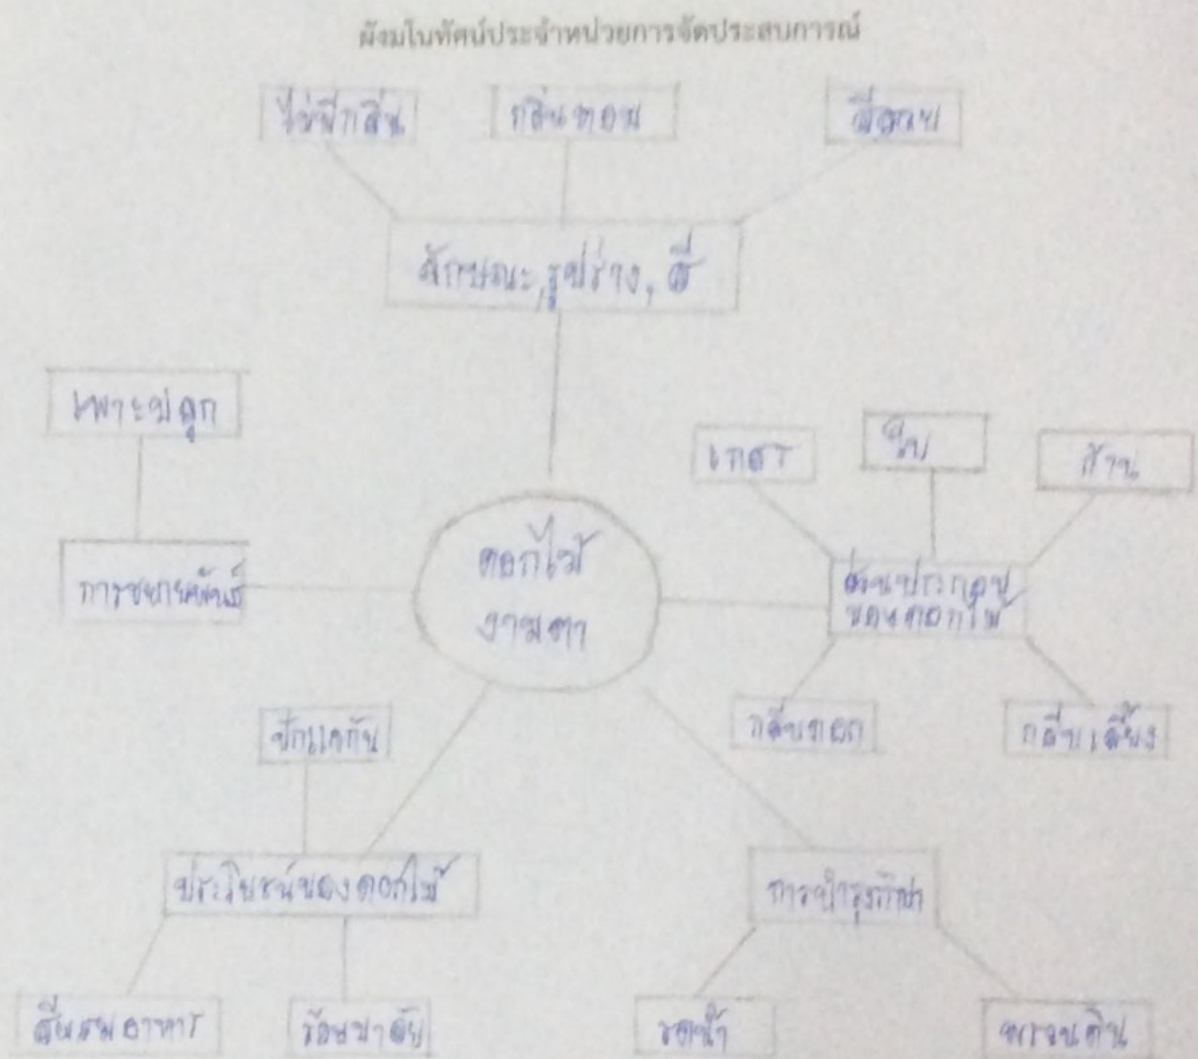 ผังมโนทัศน์ประจำหน่วยการจัดประสบการณ์
ไม่มีกลิ่น
กลิ่นหอม
สีสวย
ลักษณะ, รูปร่าง, สี
เพาะปลูก
การขยายพันธ์
ดอกไม้
งามตา
เกสร
ใบ
ก้าน
ส่วนประกอบ
ของดอกไม้
กลีบดอก
กลีบเลี้ยง
ปักแจกัน
ประโยชน์ของดอกไม้
สีผสมอาหาร
ร้อยมาลัย
การบำรุงรักษา
รดน้ำ
พรวนดิน